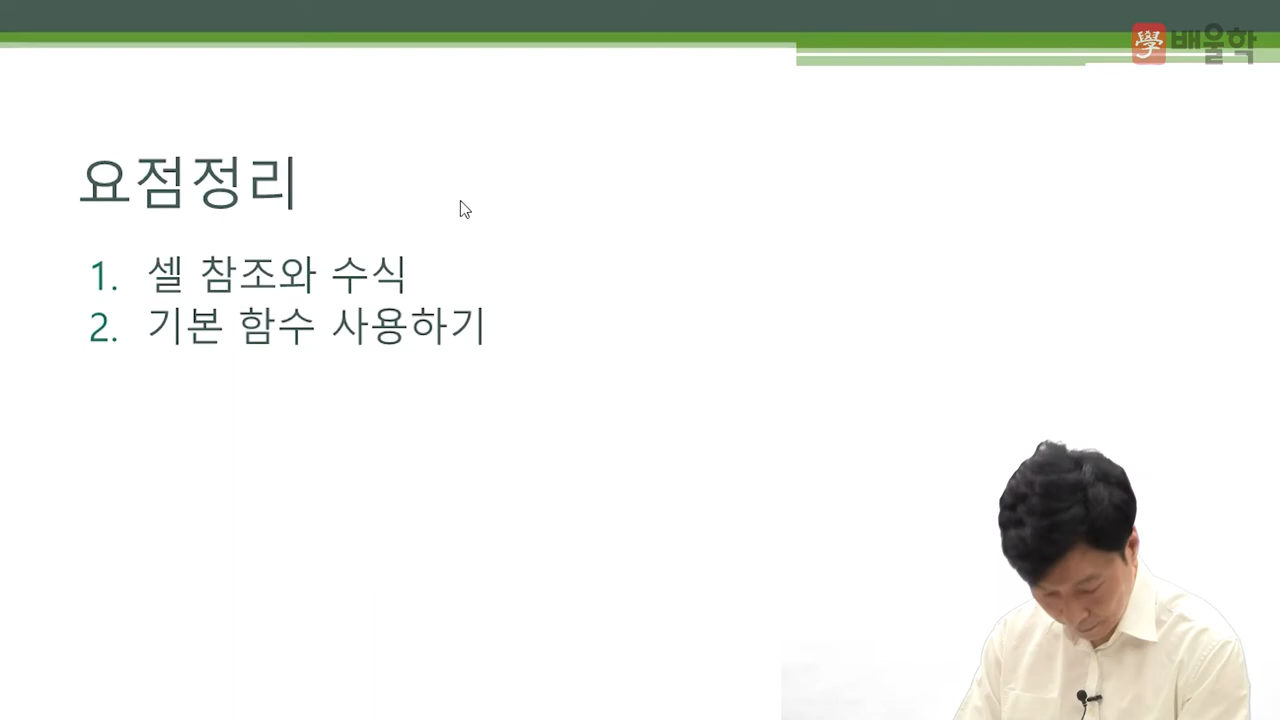 學 배울학
요점정리
1. 셀 참조와 수식
2. 기본 함수 사용하기